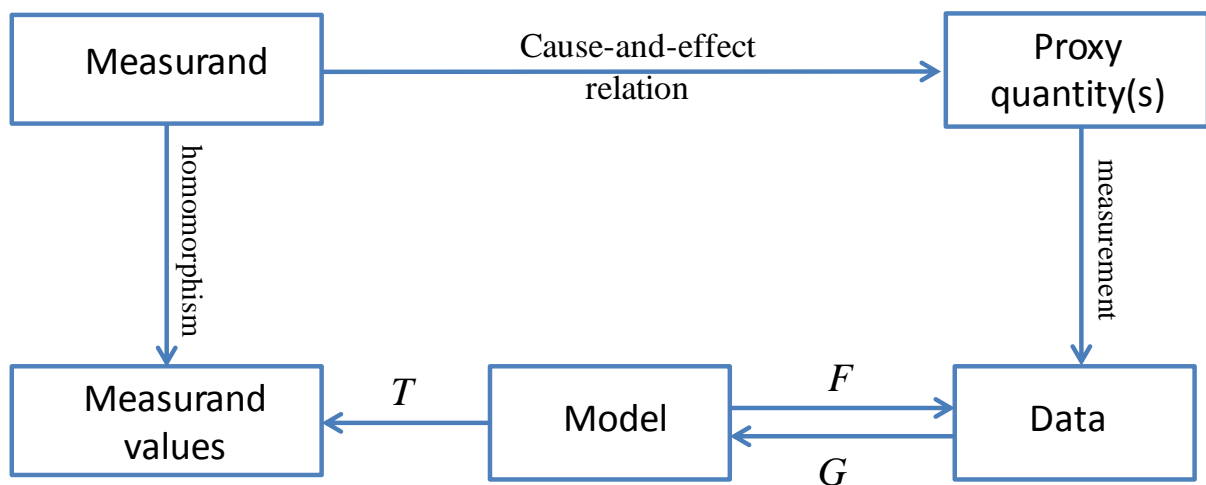 Measurand
Cause-and-effect
relation
Proxy
quantity(s)
homomorphism
measurement
Measurand
values
T
Model
F
G
Data